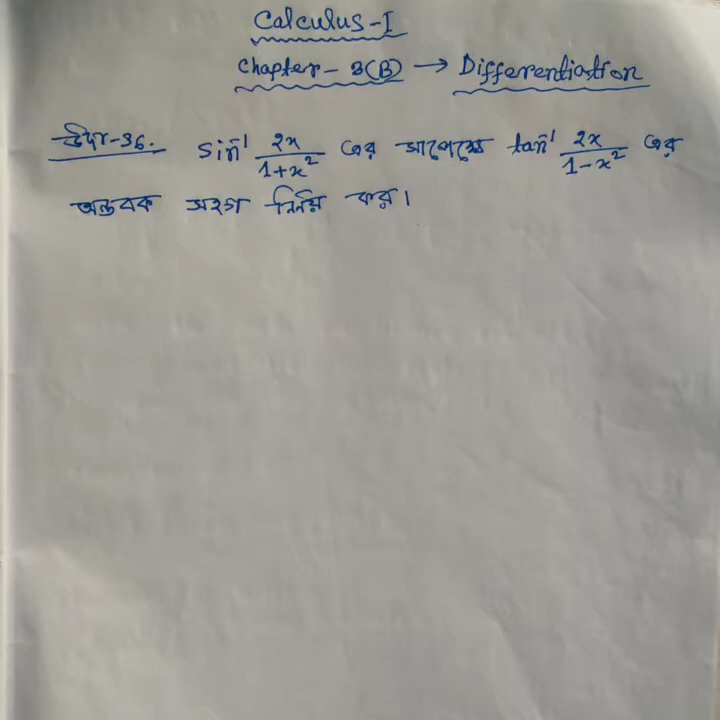 Calculus-I
Chapter- 3(B) → Differentiation
উদা-36. sin⁻¹ 2x/1+x² এর সাপেক্ষে tan⁻¹ 2x/1-x² এর
অন্তরক সহগ নির্ণয় কর।